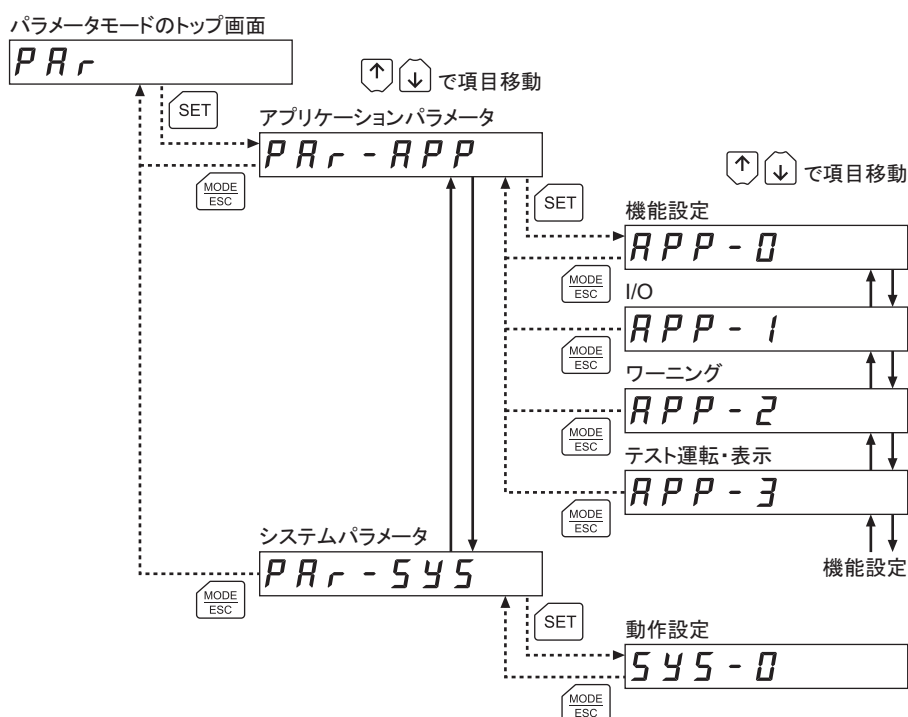 パラメータモードのトップ画面
PAr
↑ ↓ で項目移動
SET
アプリケーションパラメータ
PAr-APP
MODE
ESC
↑ ↓ で項目移動
SET
機能設定
APP-0
MODE
ESC
I/O
APP-1
MODE
ESC
ワーニング
APP-2
MODE
ESC
テスト運転・表示
APP-3
MODE
ESC
機能設定
システムパラメータ
PAr-SYS
MODE
ESC
SET
動作設定
SYS-0
MODE
ESC